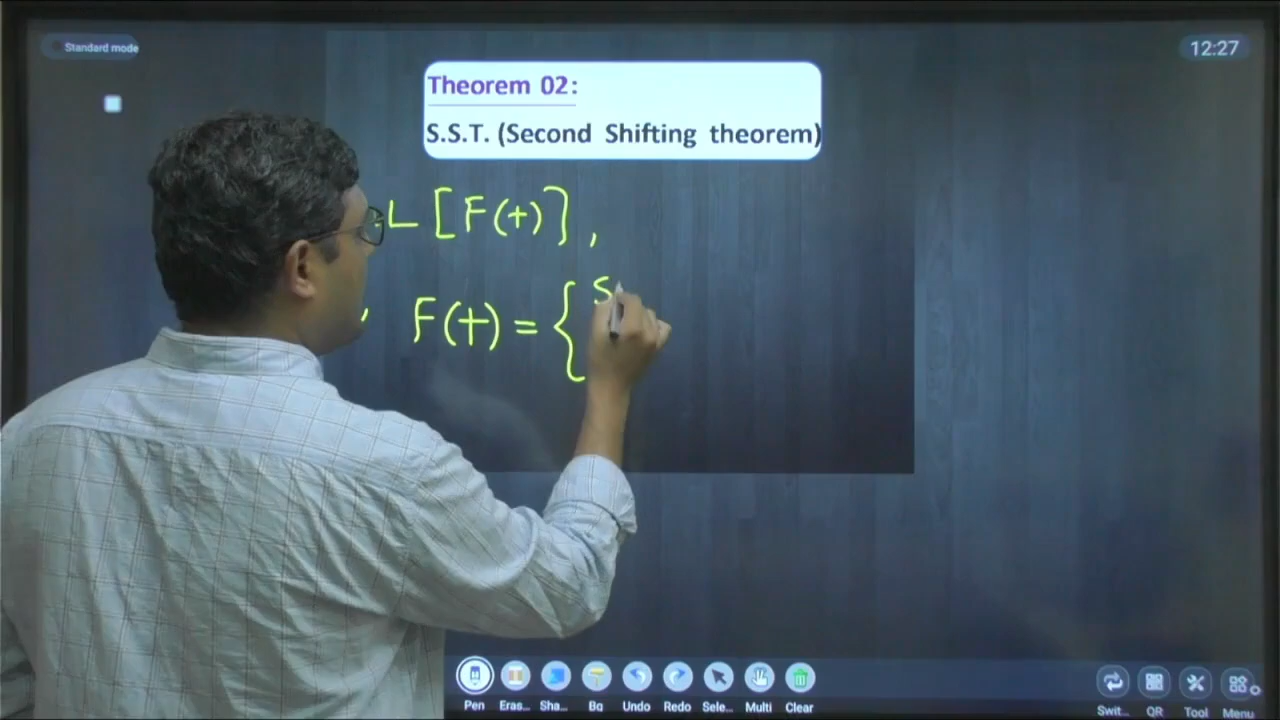 Standard mode
12:27
Theorem 02:
S.S.T. (Second Shifting theorem)
L [F(t)],
, F(t) = { S
Pen Eras... Sha... Bg Undo Redo Sele... Multi Clear Swit... QR Tool Menu